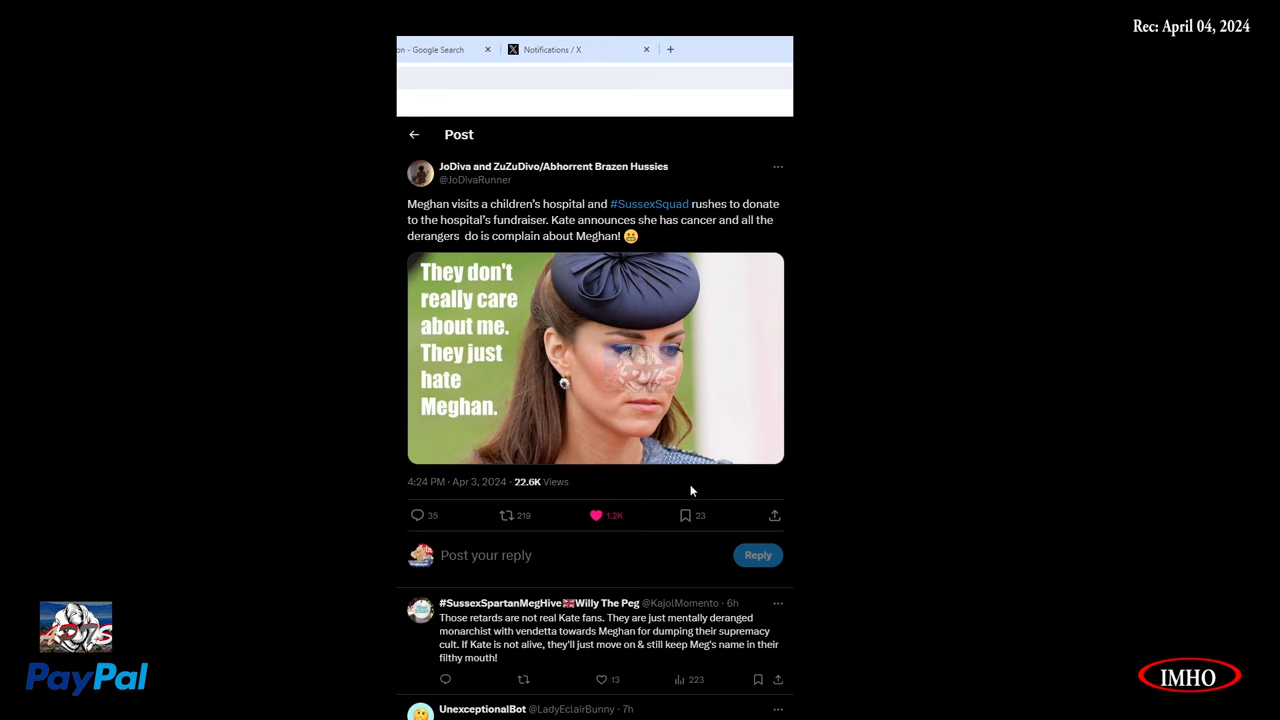 Rec: April 04, 2024
on - Google Search
Notifications / X
Post
JoDiva and ZuZuDivo/Abhorrent Brazen Hussies
@JoDivaRunner
Meghan visits a children's hospital and #SussexSquad rushes to donate
to the hospital's fundraiser. Kate announces she has cancer and all the
derangers do is complain about Meghan! 😬
They don't
really care
about me.
They just
hate
Meghan.
4:24 PM · Apr 3, 2024 · 22.6K Views
35 219 1.2K 23
Post your reply
Reply
#SussexSpartanMegHive🇬🇧Willy The Peg @KajolMomento · 6h
Those retards are not real Kate fans. They are just mentally deranged
monarchist with vendetta towards Meghan for dumping their supremacy
cult. If Kate is not alive, they'll just move on & still keep Meg's name in their
filthy mouth!
13 223
UnexceptionalBot @LadyEclairBunny · 7h
PayPal
IMHO